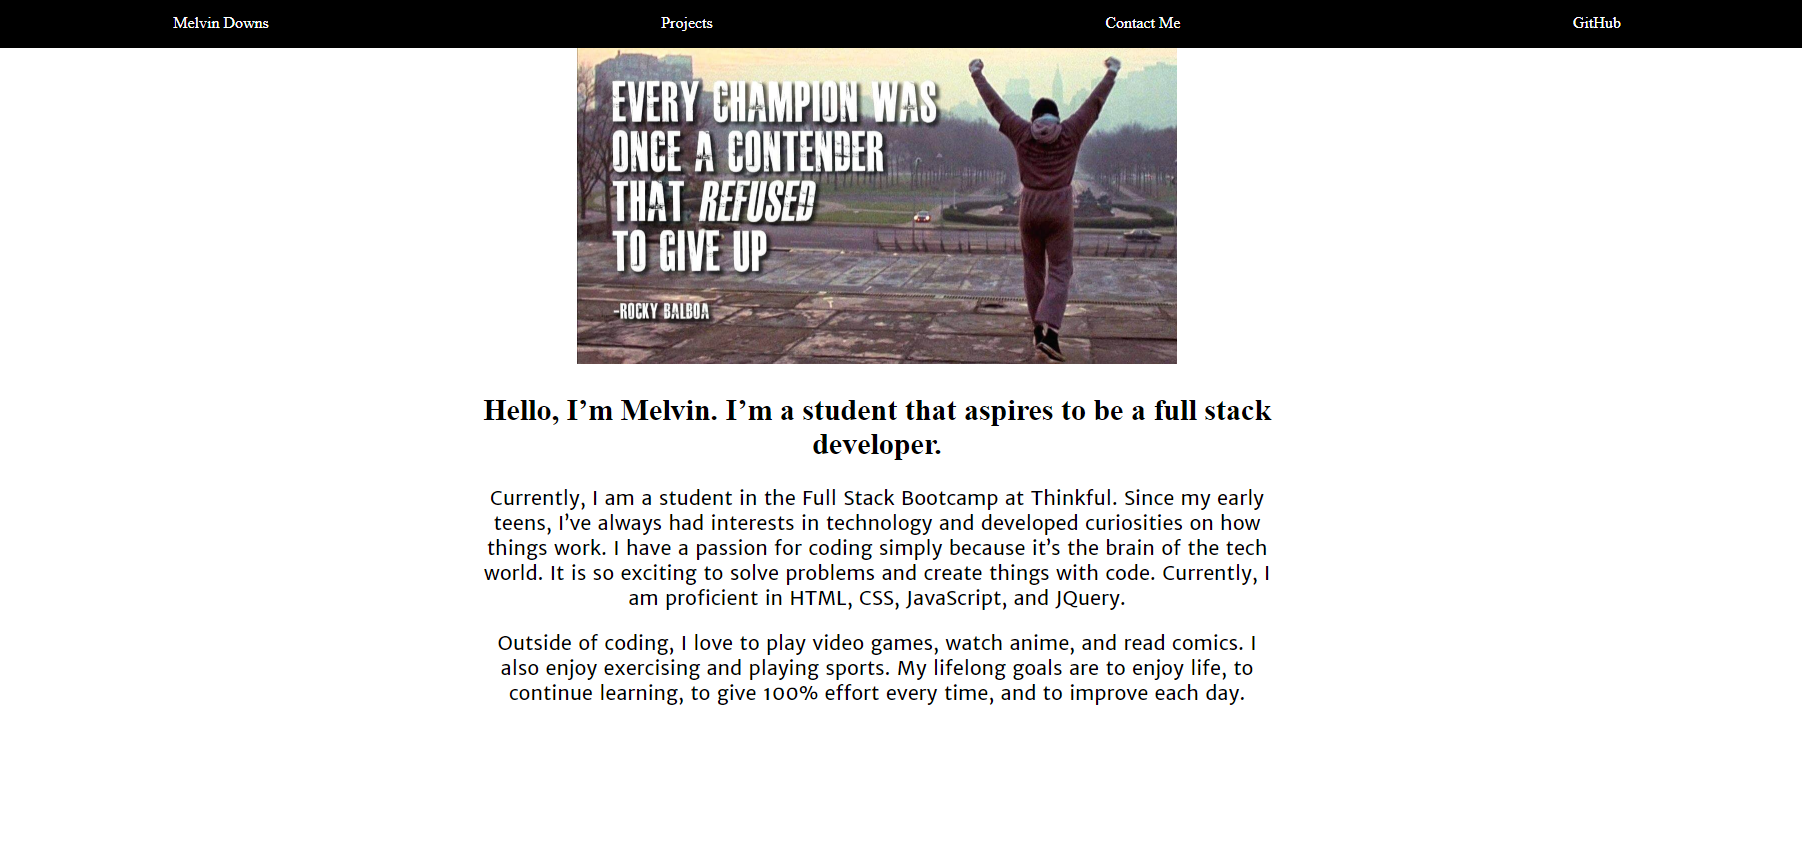 Melvin Downs Projects Contact Me GitHub
EVERY CHAMPION WAS
ONCE A CONTENDER
THAT REFUSED
TO GIVE UP
-ROCKY BALBOA
Hello, I’m Melvin. I’m a student that aspires to be a full stack
developer.
Currently, I am a student in the Full Stack Bootcamp at Thinkful. Since my early
teens, I’ve always had interests in technology and developed curiosities on how
things work. I have a passion for coding simply because it’s the brain of the tech
world. It is so exciting to solve problems and create things with code. Currently, I
am proficient in HTML, CSS, JavaScript, and JQuery.
Outside of coding, I love to play video games, watch anime, and read comics. I
also enjoy exercising and playing sports. My lifelong goals are to enjoy life, to
continue learning, to give 100% effort every time, and to improve each day.